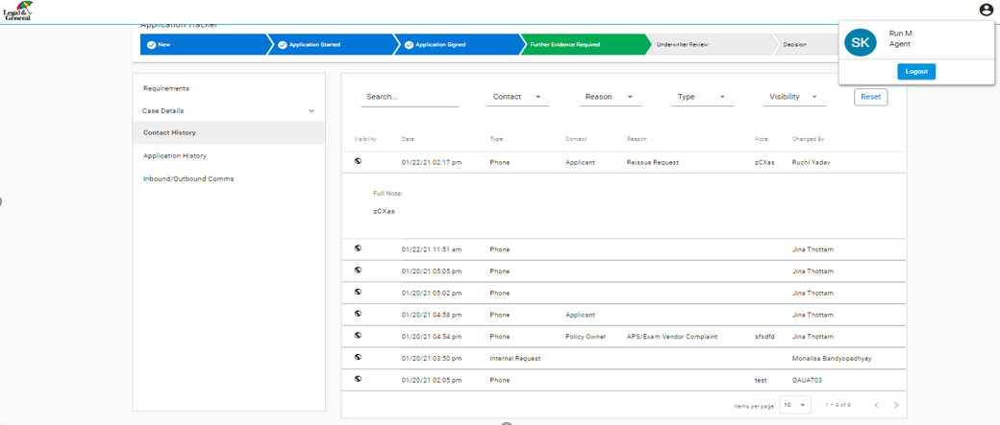 Legal &
General
Application Tracker
New
Application Started
Application Signed
Further Evidence Required
Underwriter Review
Decision
SK
Run M
Agent
Logout
Requirements
Case Details
Contact History
Application History
Inbound/Outbound Comms
Search...
Contact
Reason
Type
Visibility
Reset
Visibility Date Type Contact Reason Note Changed By
01/22/21 02:17 pm Phone Applicant Reissue Request zCXas Ruchi Yadav
Full Note:
zCXas
01/22/21 11:51 am Phone Jina Thottam
01/20/21 05:05 pm Phone Jina Thottam
01/20/21 05:02 pm Phone Jina Thottam
01/20/21 04:58 pm Phone Applicant Jina Thottam
01/20/21 04:54 pm Phone Policy Owner APS/Exam Vendor Complaint sfsdfd Jina Thottam
01/20/21 03:50 pm Internal Request Monalisa Bandyopadhyay
01/20/21 02:05 pm Phone test QAUAT03
Items per page: 10 1 – 8 of 8